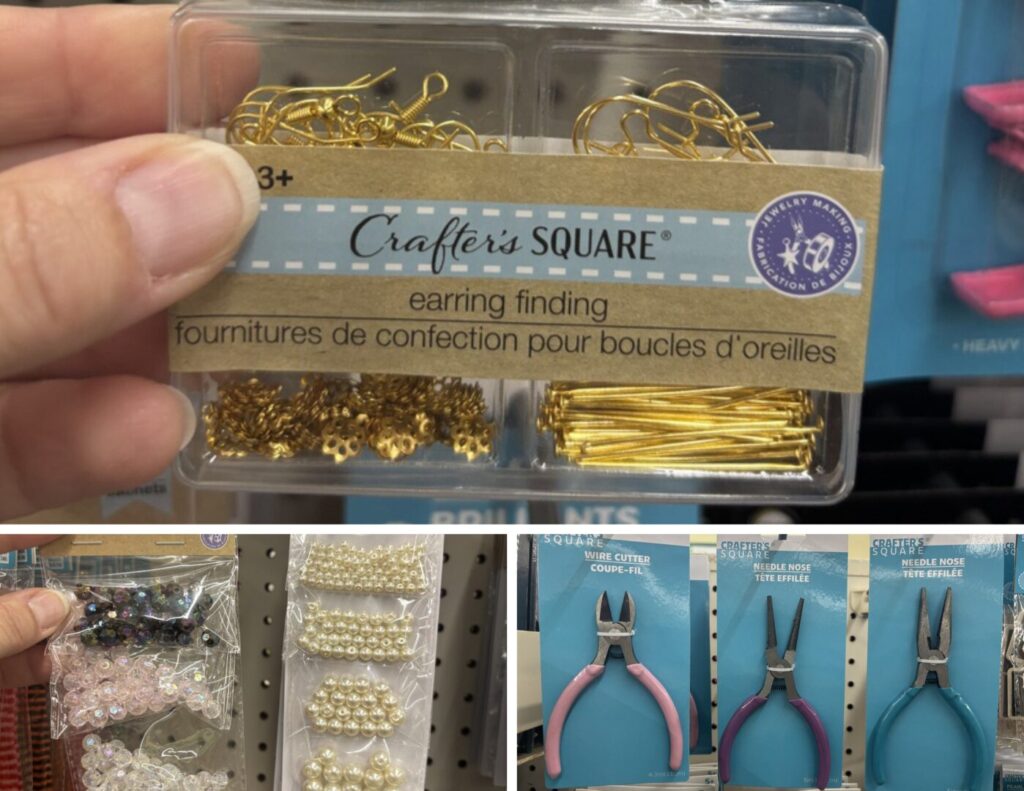 3+
Crafter's SQUARE®
JEWELRY MAKING
FABRICATION DE BIJOUX
earring finding
fournitures de confection pour boucles d'oreilles
• HEAVY
SQUARE
WIRE CUTTER
COUPE-FIL
CRAFTER'S
SQUARE
NEEDLE NOSE
TÊTE EFFILÉE
CRAFTER'S
SQUARE
NEEDLE NOSE
TÊTE EFFILÉE